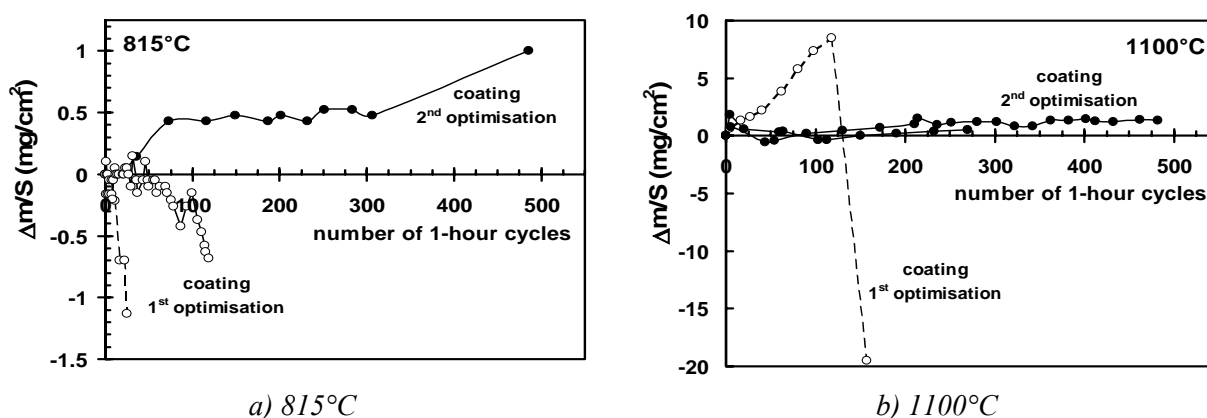 815°C
1
0.5
0
-0.5
-1
-1.5
Δm/S (mg/cm²)
0
100
200
300
400
500
number of 1-hour cycles
coating
2nd optimisation
coating
1st optimisation
a) 815°C
1100°C
10
5
0
-5
-10
-15
-20
Δm/S (mg/cm²)
0
100
200
300
400
500
number of 1-hour cycles
coating
2nd optimisation
coating
1st optimisation
b) 1100°C